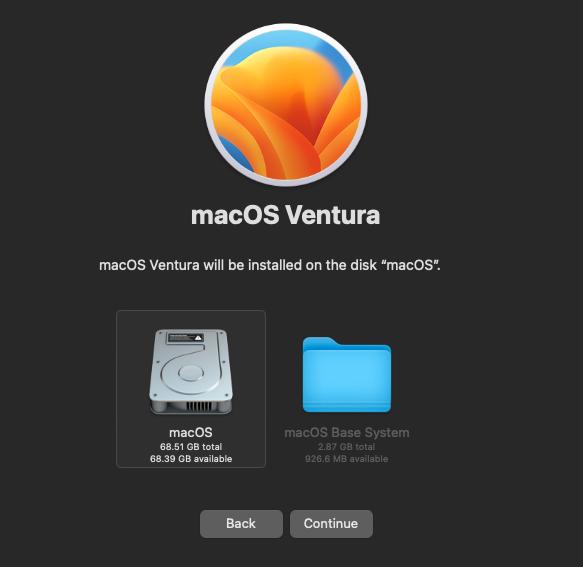 macOS Ventura
macOS Ventura will be installed on the disk “macOS”.
macOS
68.51 GB total
68.39 GB available
macOS Base System
2.87 GB total
926.6 MB available
Back
Continue